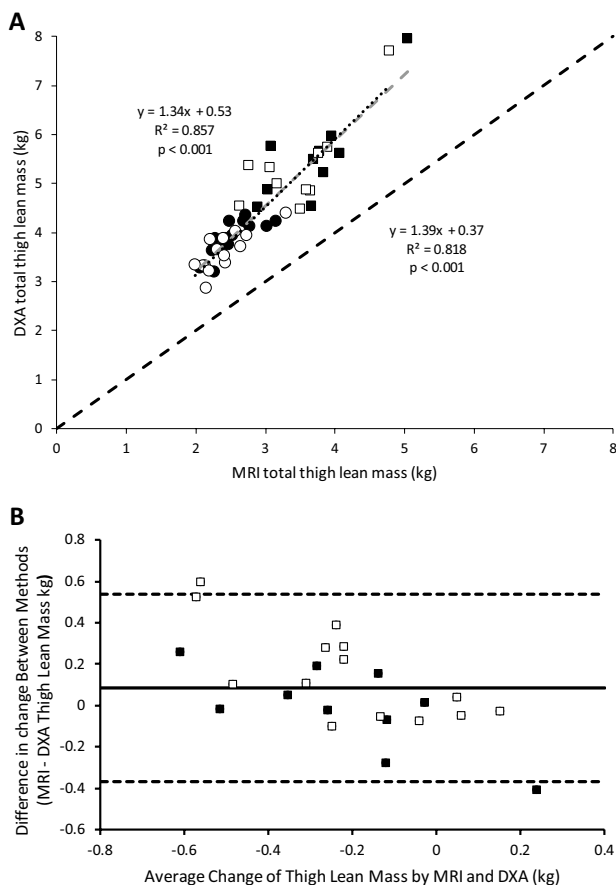 A
8
7
6
5
4
3
2
1
0
DXA total thigh lean mass (kg)
y = 1.34x + 0.53
R² = 0.857
p < 0.001
y = 1.39x + 0.37
R² = 0.818
p < 0.001
0 1 2 3 4 5 6 7 8
MRI total thigh lean mass (kg)
B
0.8
0.6
0.4
0.2
0
-0.2
-0.4
-0.6
Difference in change Between Methods
(MRI - DXA Thigh Lean Mass kg)
-0.8 -0.6 -0.4 -0.2 0 0.2 0.4
Average Change of Thigh Lean Mass by MRI and DXA (kg)